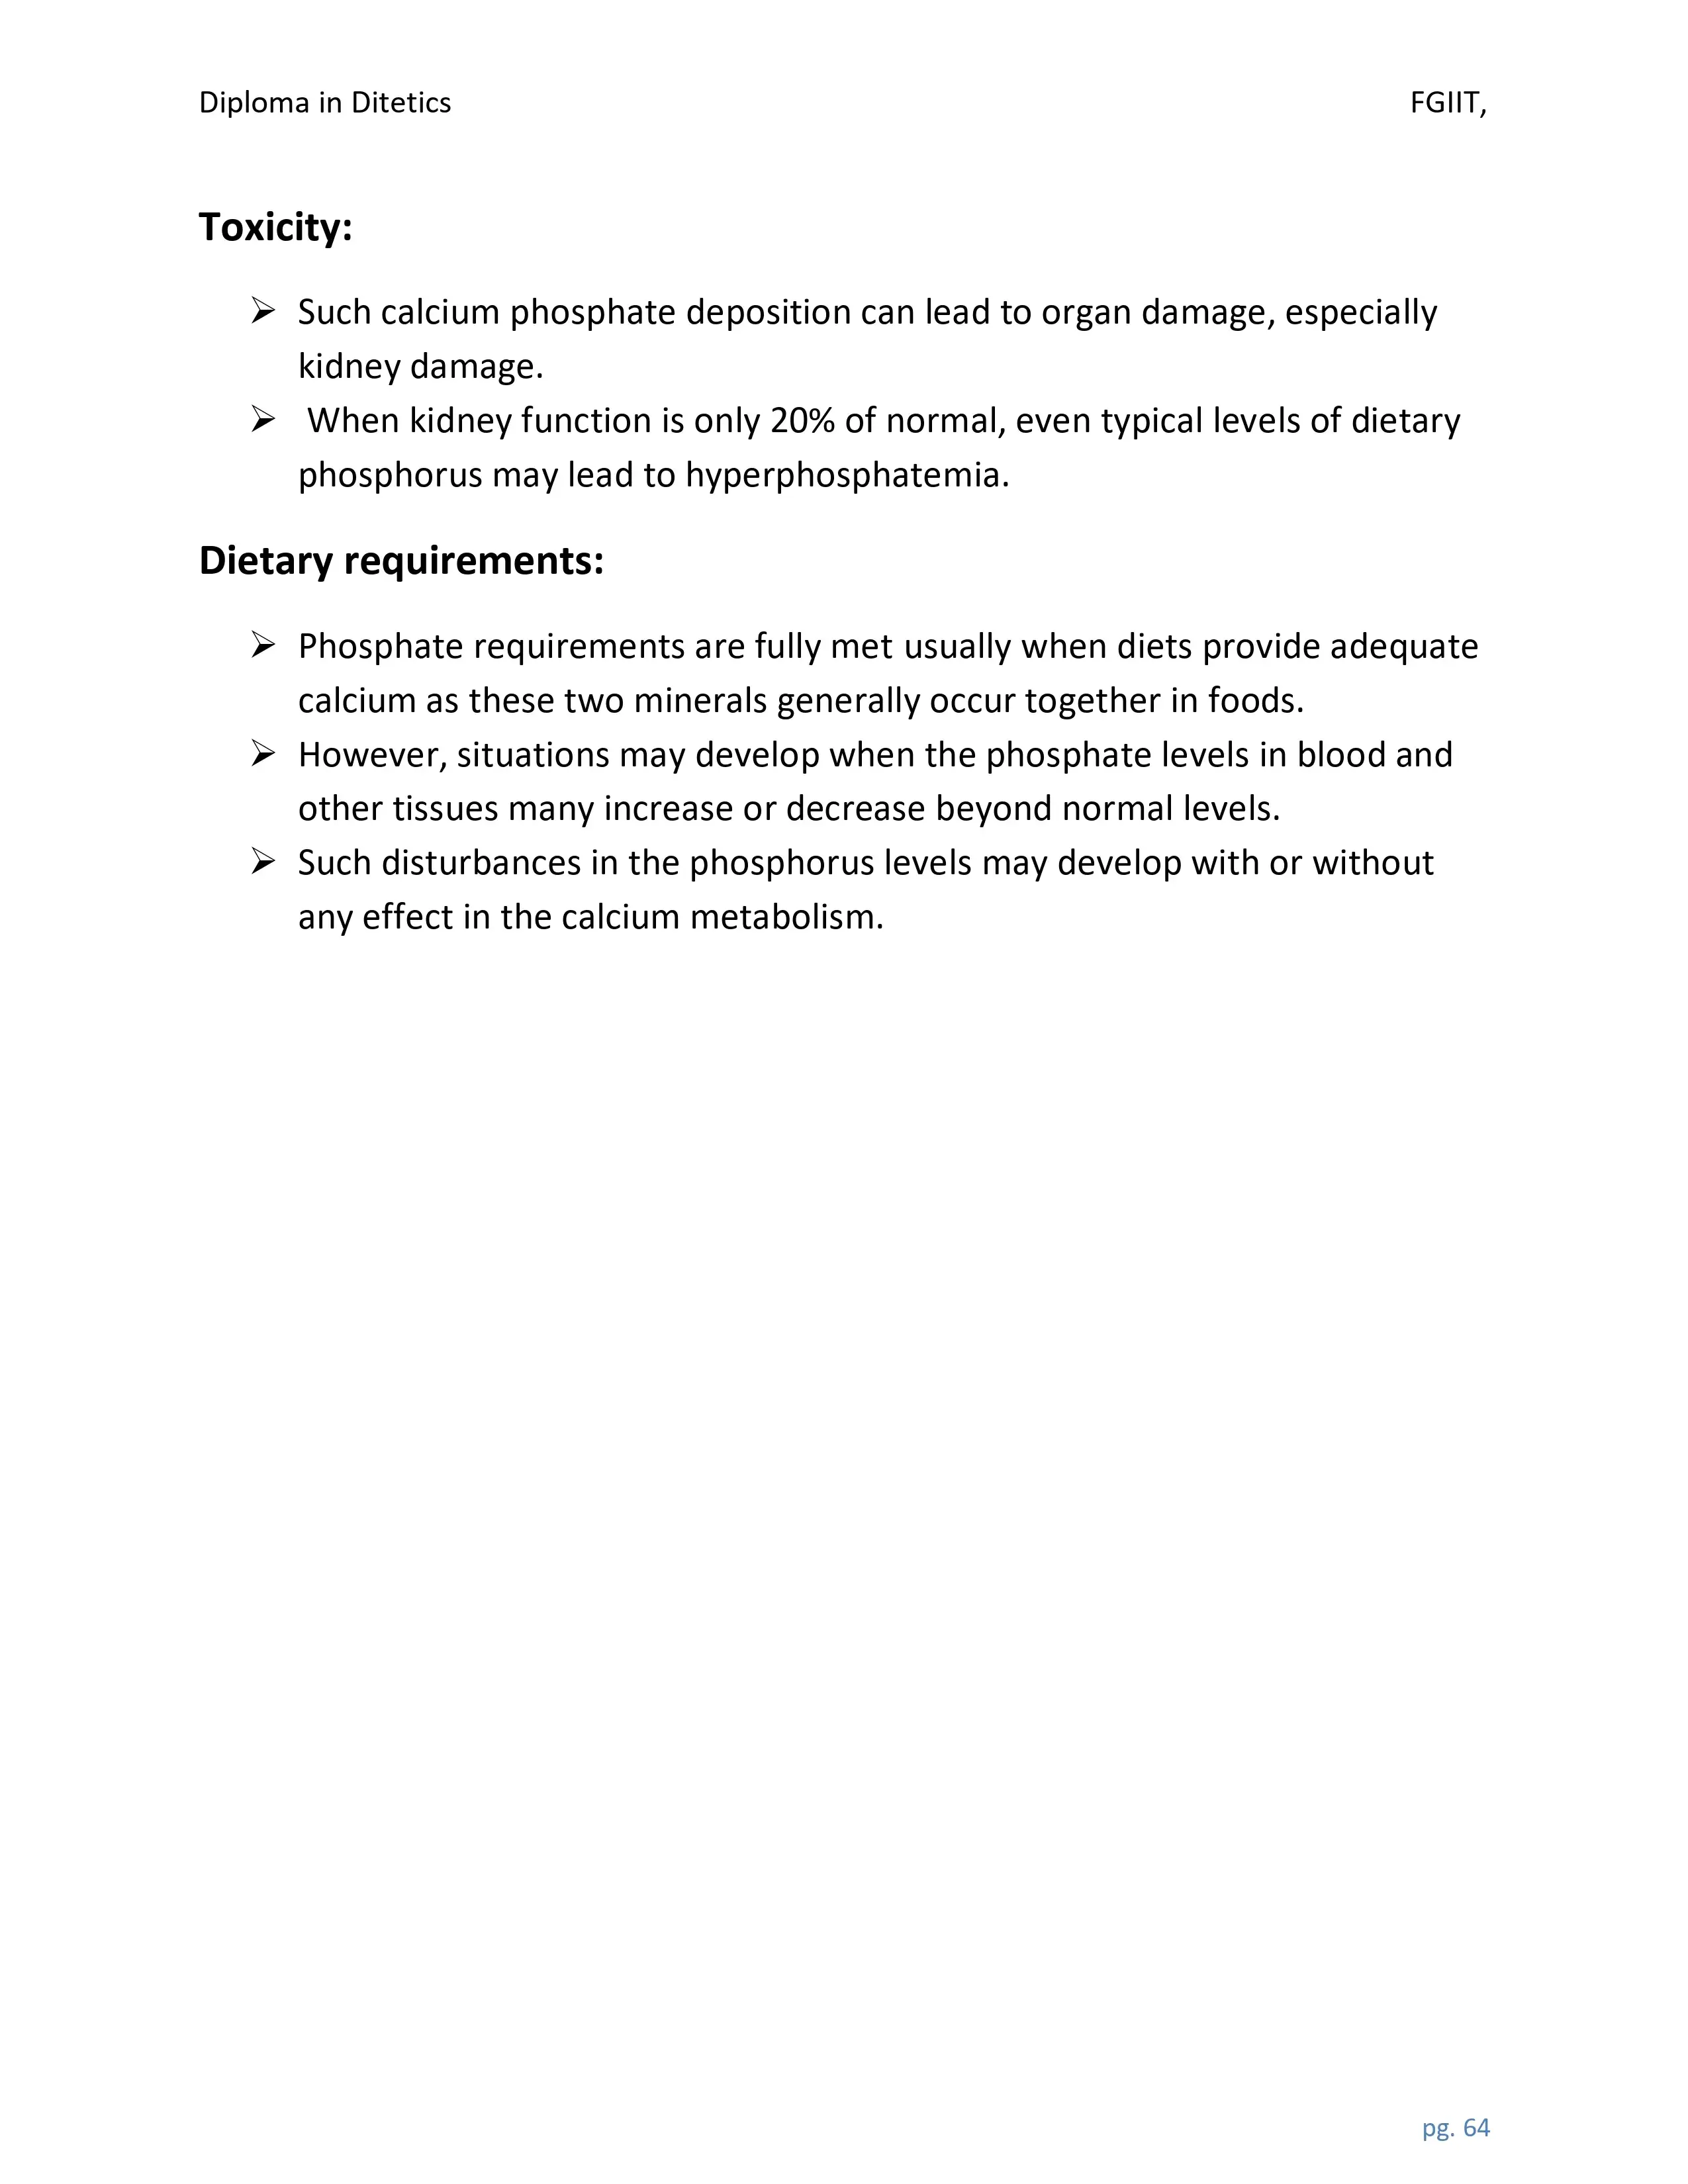 Diploma in Ditetics FGIIT,
Toxicity:
➢ Such calcium phosphate deposition can lead to organ damage, especially
kidney damage.
➢ When kidney function is only 20% of normal, even typical levels of dietary
phosphorus may lead to hyperphosphatemia.
Dietary requirements:
➢ Phosphate requirements are fully met usually when diets provide adequate
calcium as these two minerals generally occur together in foods.
➢ However, situations may develop when the phosphate levels in blood and
other tissues many increase or decrease beyond normal levels.
➢ Such disturbances in the phosphorus levels may develop with or without
any effect in the calcium metabolism.
pg. 64